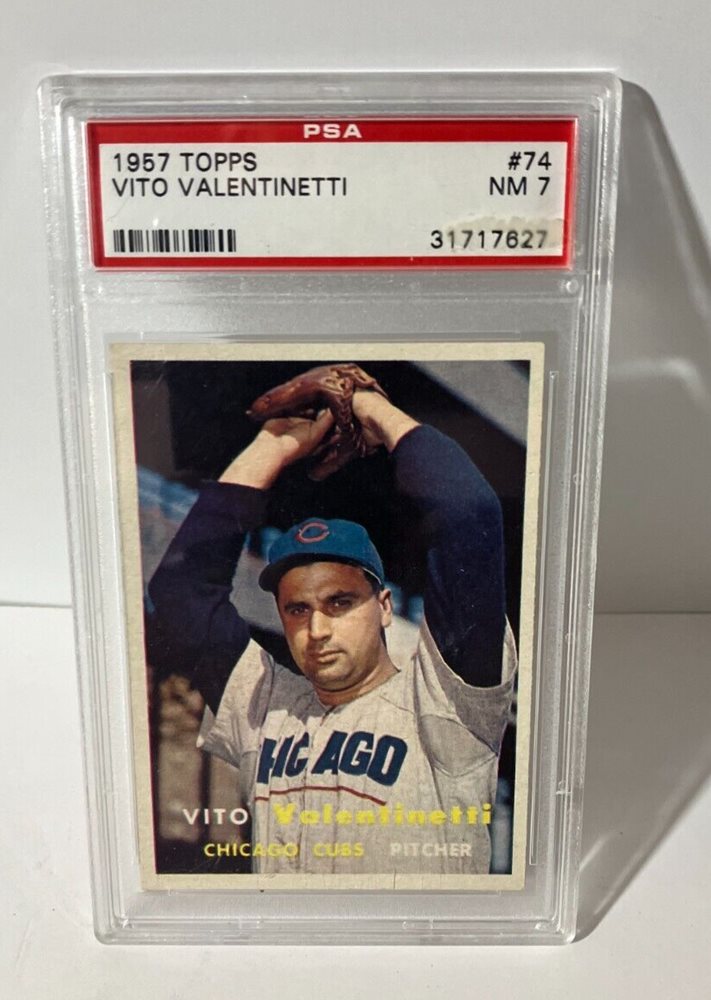 PSA
1957 TOPPS #74
VITO VALENTINETTI NM 7
31717627
C
HICAGO
VITO Valentinetti
CHICAGO CUBS PITCHER